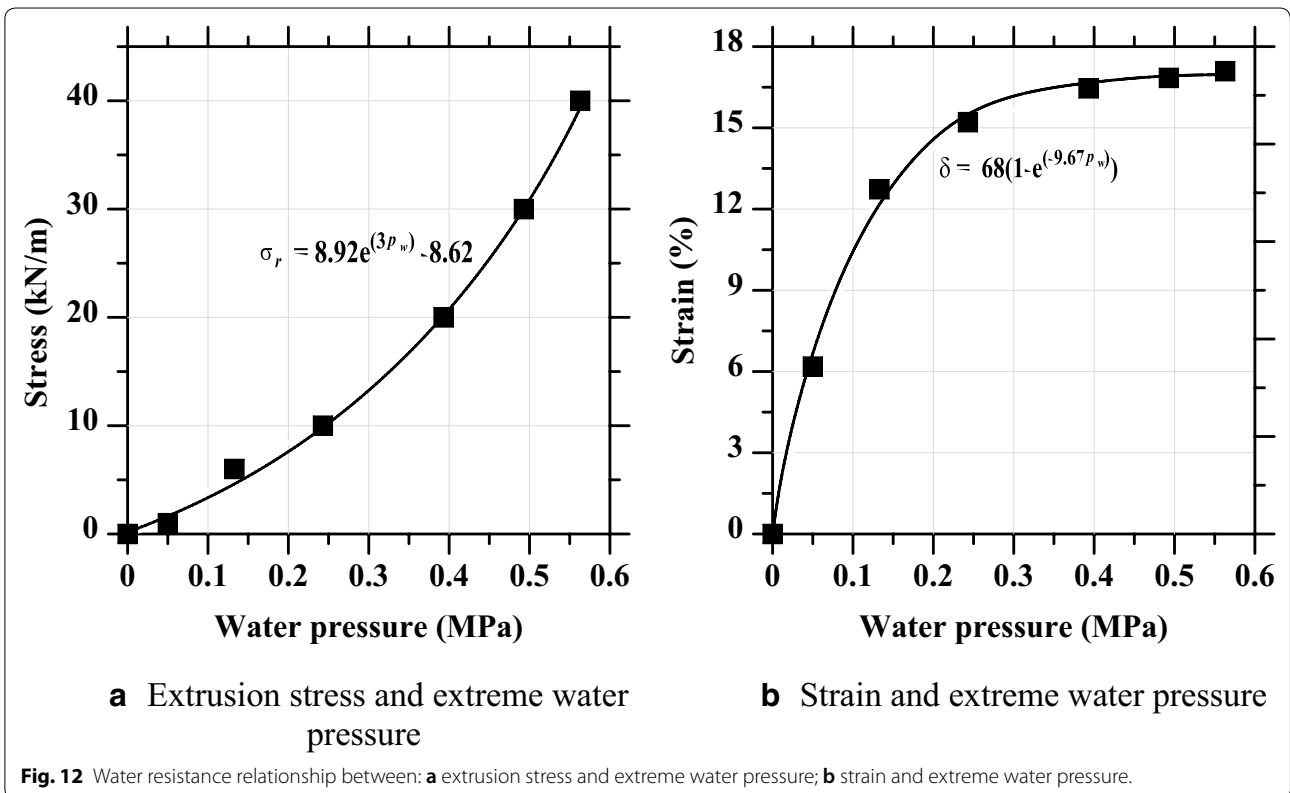 40
30
20
10
0
Stress (kN/m)
σr = 8.92e(3pw)-8.62
0 0.1 0.2 0.3 0.4 0.5 0.6
Water pressure (MPa)
a Extrusion stress and extreme water
pressure
18
15
12
9
6
3
0
Strain (%)
δ = 68(1-e(-9.67pw))
0 0.1 0.2 0.3 0.4 0.5 0.6
Water pressure (MPa)
b Strain and extreme water pressure
Fig. 12 Water resistance relationship between: a extrusion stress and extreme water pressure; b strain and extreme water pressure.